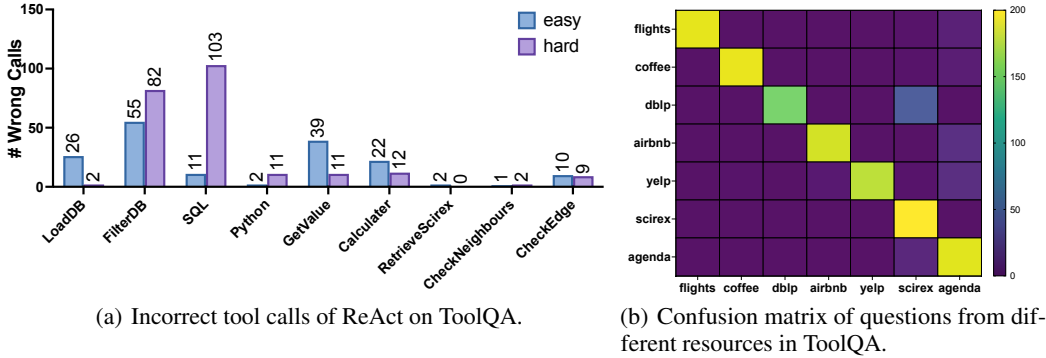 150
100
50
0
# Wrong Calls
easy
hard
26
2
55
82
11
103
2
11
39
11
22
12
2
0
1
2
10
9
LoadDB
FilterDB
SQL
Python
GetValue
Calculater
RetrieveScirex
CheckNeighbours
CheckEdge
(a) Incorrect tool calls of ReAct on ToolQA.
flights
coffee
dblp
airbnb
yelp
scirex
agenda
flights coffee dblp airbnb yelp scirex agenda
200
150
100
50
0
(b) Confusion matrix of questions from dif-
ferent resources in ToolQA.